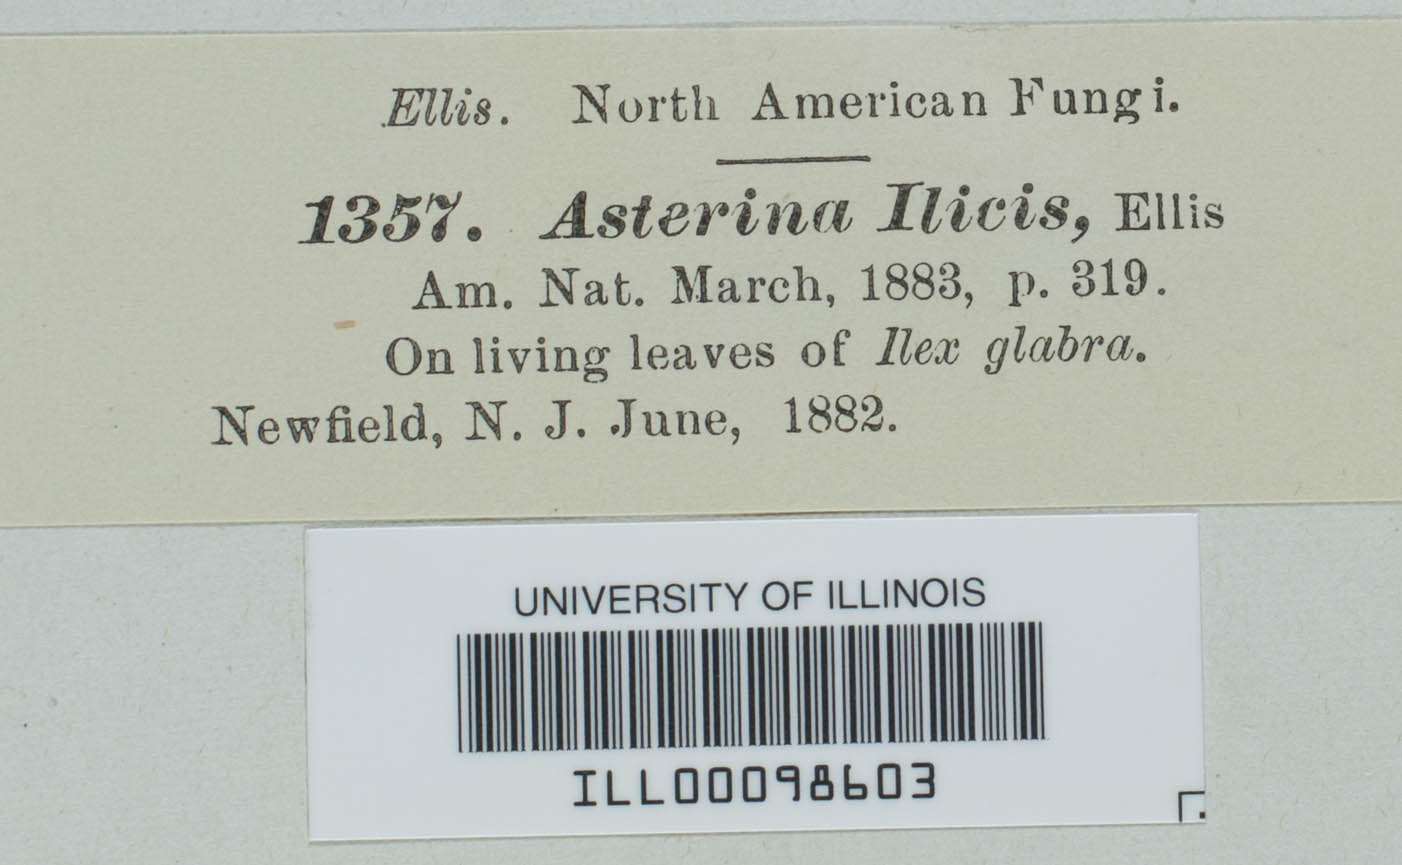 Ellis. North American Fungi.
1357. Asterina Ilicis, Ellis
Am. Nat. March, 1883, p. 319.
On living leaves of Ilex glabra.
Newfield, N. J. June, 1882.
UNIVERSITY OF ILLINOIS
ILL00098603